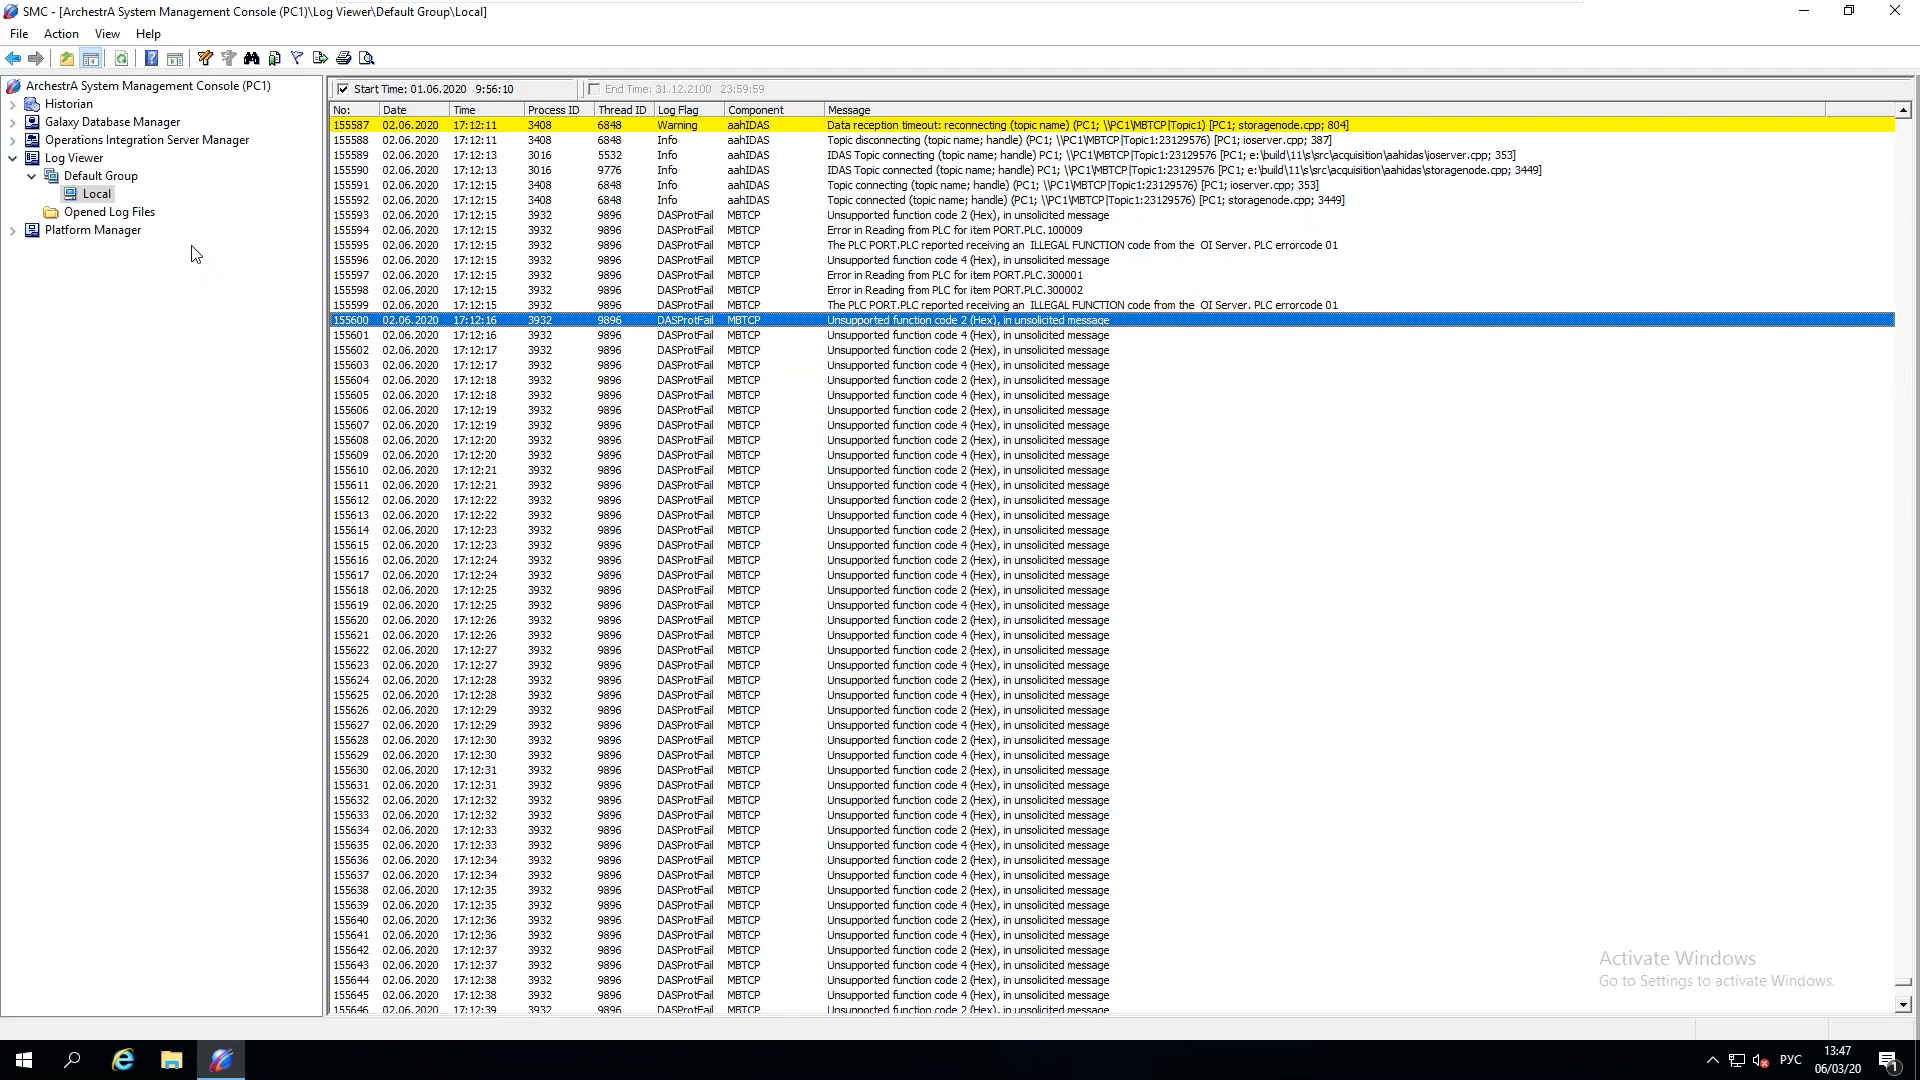 SMC - [ArchestrA System Management Console (PC1)\Log Viewer\Default Group\Local]
File Action View Help
ArchestrA System Management Console (PC1)
Historian
Galaxy Database Manager
Operations Integration Server Manager
Log Viewer
Default Group
Local
Opened Log Files
Platform Manager
Start Time: 01.06.2020 9:56:10 End Time: 31.12.2100 23:59:59
No: Date Time Process ID Thread ID Log Flag Component Message
155587 02.06.2020 17:12:11 3408 6848 Warning aahIDAS Data reception timeout: reconnecting (topic name) (PC1; \\PC1\MBTCP|Topic1) [PC1; storagenode.cpp; 804]
155588 02.06.2020 17:12:11 3408 6848 Info aahIDAS Topic disconnecting (topic name; handle) (PC1; \\PC1\MBTCP|Topic1:23129576) [PC1; ioserver.cpp; 387]
155589 02.06.2020 17:12:13 3016 5532 Info aahIDAS IDAS Topic connecting (topic name; handle) PC1; \\PC1\MBTCP|Topic1:23129576 [PC1; e:\build\11\s\src\acquisition\aahidas\ioserver.cpp; 353]
155590 02.06.2020 17:12:13 3016 9776 Info aahIDAS IDAS Topic connected (topic name; handle) PC1; \\PC1\MBTCP|Topic1:23129576 [PC1; e:\build\11\s\src\acquisition\aahidas\storagenode.cpp; 3449]
155591 02.06.2020 17:12:15 3408 6848 Info aahIDAS Topic connecting (topic name; handle) (PC1; \\PC1\MBTCP|Topic1:23129576) [PC1; ioserver.cpp; 353]
155592 02.06.2020 17:12:15 3408 6848 Info aahIDAS Topic connected (topic name; handle) (PC1; \\PC1\MBTCP|Topic1:23129576) [PC1; storagenode.cpp; 3449]
155593 02.06.2020 17:12:15 3932 9896 DASProtFail MBTCP Unsupported function code 2 (Hex), in unsolicited message
155594 02.06.2020 17:12:15 3932 9896 DASProtFail MBTCP Error in Reading from PLC for item PORT.PLC.100009
155595 02.06.2020 17:12:15 3932 9896 DASProtFail MBTCP The PLC PORT.PLC reported receiving an ILLEGAL FUNCTION code from the OI Server. PLC errorcode 01
155596 02.06.2020 17:12:15 3932 9896 DASProtFail MBTCP Unsupported function code 4 (Hex), in unsolicited message
155597 02.06.2020 17:12:15 3932 9896 DASProtFail MBTCP Error in Reading from PLC for item PORT.PLC.300001
155598 02.06.2020 17:12:15 3932 9896 DASProtFail MBTCP Error in Reading from PLC for item PORT.PLC.300002
155599 02.06.2020 17:12:15 3932 9896 DASProtFail MBTCP The PLC PORT.PLC reported receiving an ILLEGAL FUNCTION code from the OI Server. PLC errorcode 01
155600 02.06.2020 17:12:16 3932 9896 DASProtFail MBTCP Unsupported function code 2 (Hex), in unsolicited message
155601 02.06.2020 17:12:16 3932 9896 DASProtFail MBTCP Unsupported function code 4 (Hex), in unsolicited message
155602 02.06.2020 17:12:17 3932 9896 DASProtFail MBTCP Unsupported function code 2 (Hex), in unsolicited message
155603 02.06.2020 17:12:17 3932 9896 DASProtFail MBTCP Unsupported function code 4 (Hex), in unsolicited message
155604 02.06.2020 17:12:18 3932 9896 DASProtFail MBTCP Unsupported function code 2 (Hex), in unsolicited message
155605 02.06.2020 17:12:18 3932 9896 DASProtFail MBTCP Unsupported function code 4 (Hex), in unsolicited message
155606 02.06.2020 17:12:19 3932 9896 DASProtFail MBTCP Unsupported function code 2 (Hex), in unsolicited message
155607 02.06.2020 17:12:19 3932 9896 DASProtFail MBTCP Unsupported function code 4 (Hex), in unsolicited message
155608 02.06.2020 17:12:20 3932 9896 DASProtFail MBTCP Unsupported function code 2 (Hex), in unsolicited message
155609 02.06.2020 17:12:20 3932 9896 DASProtFail MBTCP Unsupported function code 4 (Hex), in unsolicited message
155610 02.06.2020 17:12:21 3932 9896 DASProtFail MBTCP Unsupported function code 2 (Hex), in unsolicited message
155611 02.06.2020 17:12:21 3932 9896 DASProtFail MBTCP Unsupported function code 4 (Hex), in unsolicited message
155612 02.06.2020 17:12:22 3932 9896 DASProtFail MBTCP Unsupported function code 2 (Hex), in unsolicited message
155613 02.06.2020 17:12:22 3932 9896 DASProtFail MBTCP Unsupported function code 4 (Hex), in unsolicited message
155614 02.06.2020 17:12:23 3932 9896 DASProtFail MBTCP Unsupported function code 2 (Hex), in unsolicited message
155615 02.06.2020 17:12:23 3932 9896 DASProtFail MBTCP Unsupported function code 4 (Hex), in unsolicited message
155616 02.06.2020 17:12:24 3932 9896 DASProtFail MBTCP Unsupported function code 2 (Hex), in unsolicited message
155617 02.06.2020 17:12:24 3932 9896 DASProtFail MBTCP Unsupported function code 4 (Hex), in unsolicited message
155618 02.06.2020 17:12:25 3932 9896 DASProtFail MBTCP Unsupported function code 2 (Hex), in unsolicited message
155619 02.06.2020 17:12:25 3932 9896 DASProtFail MBTCP Unsupported function code 4 (Hex), in unsolicited message
155620 02.06.2020 17:12:26 3932 9896 DASProtFail MBTCP Unsupported function code 2 (Hex), in unsolicited message
155621 02.06.2020 17:12:26 3932 9896 DASProtFail MBTCP Unsupported function code 4 (Hex), in unsolicited message
155622 02.06.2020 17:12:27 3932 9896 DASProtFail MBTCP Unsupported function code 2 (Hex), in unsolicited message
155623 02.06.2020 17:12:27 3932 9896 DASProtFail MBTCP Unsupported function code 4 (Hex), in unsolicited message
155624 02.06.2020 17:12:28 3932 9896 DASProtFail MBTCP Unsupported function code 2 (Hex), in unsolicited message
155625 02.06.2020 17:12:28 3932 9896 DASProtFail MBTCP Unsupported function code 4 (Hex), in unsolicited message
155626 02.06.2020 17:12:29 3932 9896 DASProtFail MBTCP Unsupported function code 2 (Hex), in unsolicited message
155627 02.06.2020 17:12:29 3932 9896 DASProtFail MBTCP Unsupported function code 4 (Hex), in unsolicited message
155628 02.06.2020 17:12:30 3932 9896 DASProtFail MBTCP Unsupported function code 2 (Hex), in unsolicited message
155629 02.06.2020 17:12:30 3932 9896 DASProtFail MBTCP Unsupported function code 4 (Hex), in unsolicited message
155630 02.06.2020 17:12:31 3932 9896 DASProtFail MBTCP Unsupported function code 2 (Hex), in unsolicited message
155631 02.06.2020 17:12:31 3932 9896 DASProtFail MBTCP Unsupported function code 4 (Hex), in unsolicited message
155632 02.06.2020 17:12:32 3932 9896 DASProtFail MBTCP Unsupported function code 2 (Hex), in unsolicited message
155633 02.06.2020 17:12:32 3932 9896 DASProtFail MBTCP Unsupported function code 4 (Hex), in unsolicited message
155634 02.06.2020 17:12:33 3932 9896 DASProtFail MBTCP Unsupported function code 2 (Hex), in unsolicited message
155635 02.06.2020 17:12:33 3932 9896 DASProtFail MBTCP Unsupported function code 4 (Hex), in unsolicited message
155636 02.06.2020 17:12:34 3932 9896 DASProtFail MBTCP Unsupported function code 2 (Hex), in unsolicited message
155637 02.06.2020 17:12:34 3932 9896 DASProtFail MBTCP Unsupported function code 4 (Hex), in unsolicited message
155638 02.06.2020 17:12:35 3932 9896 DASProtFail MBTCP Unsupported function code 2 (Hex), in unsolicited message
155639 02.06.2020 17:12:35 3932 9896 DASProtFail MBTCP Unsupported function code 4 (Hex), in unsolicited message
155640 02.06.2020 17:12:36 3932 9896 DASProtFail MBTCP Unsupported function code 2 (Hex), in unsolicited message
155641 02.06.2020 17:12:36 3932 9896 DASProtFail MBTCP Unsupported function code 4 (Hex), in unsolicited message
155642 02.06.2020 17:12:37 3932 9896 DASProtFail MBTCP Unsupported function code 2 (Hex), in unsolicited message
155643 02.06.2020 17:12:37 3932 9896 DASProtFail MBTCP Unsupported function code 4 (Hex), in unsolicited message
155644 02.06.2020 17:12:38 3932 9896 DASProtFail MBTCP Unsupported function code 2 (Hex), in unsolicited message
155645 02.06.2020 17:12:38 3932 9896 DASProtFail MBTCP Unsupported function code 4 (Hex), in unsolicited message
155646 02.06.2020 17:12:39 3932 9896 DASProtFail MBTCP Unsupported function code 2 (Hex), in unsolicited message
Activate Windows
Go to Settings to activate Windows.
РУС
13:47
06/03/20
1